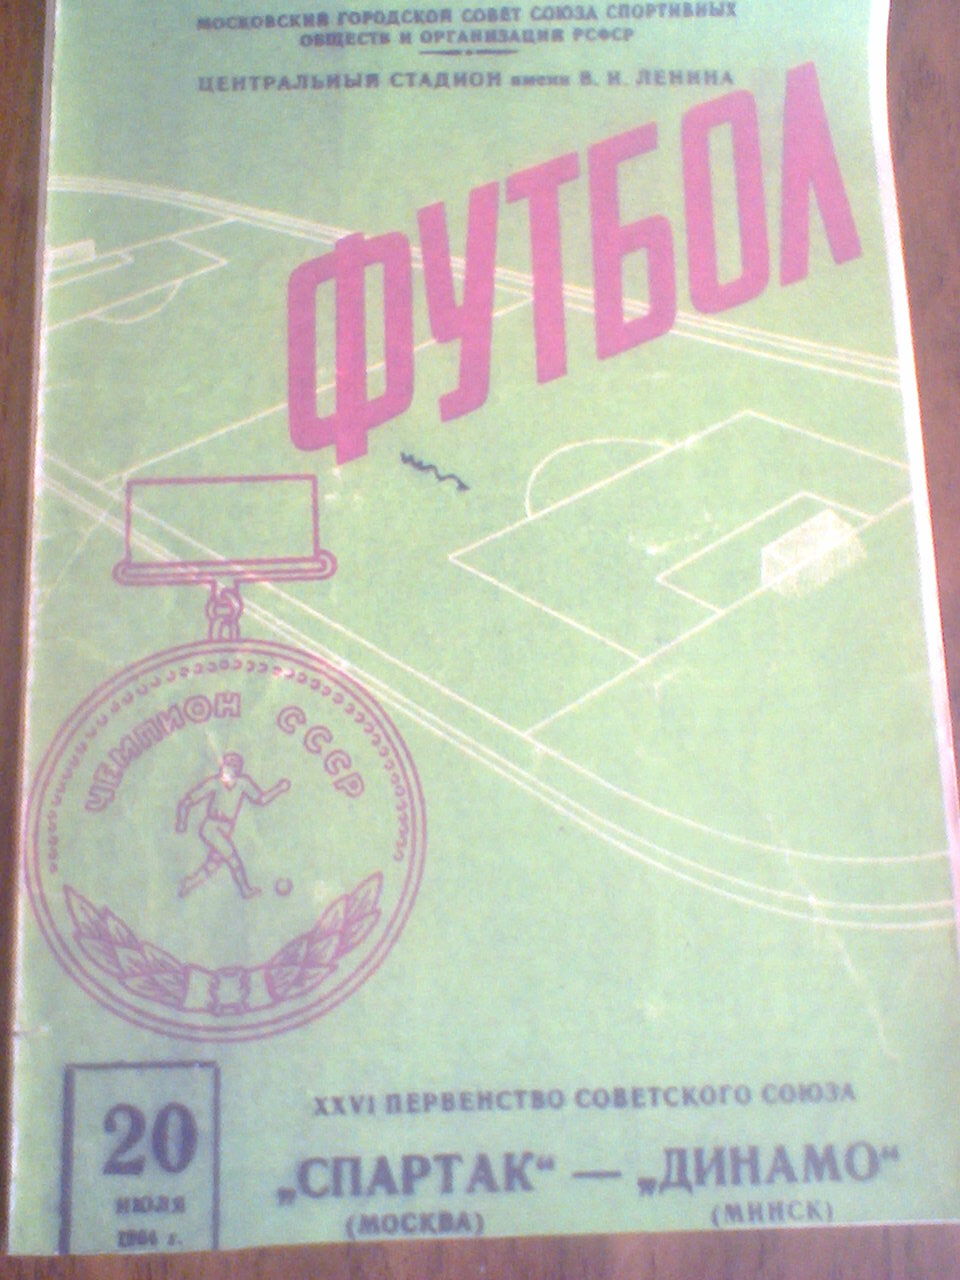 МОСКОВСКИЙ ГОРОДСКОЙ СОВЕТ СОЮЗА СПОРТИВНЫХ
ОБЩЕСТВ И ОРГАНИЗАЦИЙ РСФСР
ЦЕНТРАЛЬНЫЙ СТАДИОН имени В. И. ЛЕНИНА
ФУТБОЛ
ЧЕМПИОН СССР
20
ИЮЛЯ
1964 г.
XXVI ПЕРВЕНСТВО СОВЕТСКОГО СОЮЗА
„СПАРТАК“ — „ДИНАМО“
(МОСКВА) (МИНСК)